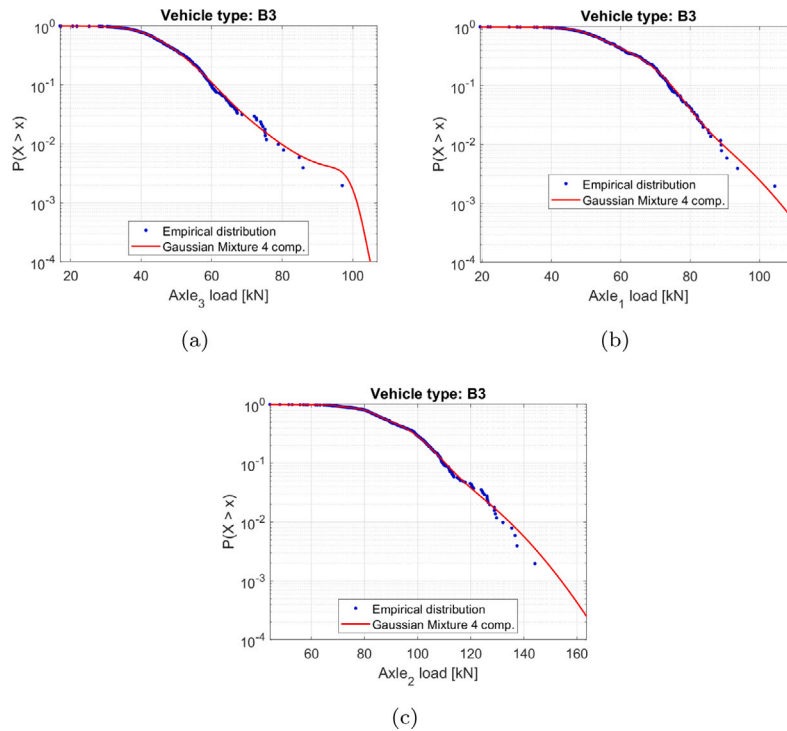 Vehicle type: B3
10^0
10^-1
10^-2
10^-3
10^-4
P(X > x)
Empirical distribution
Gaussian Mixture 4 comp.
20 40 60 80 100
Axle_3 load [kN]
(a)
Vehicle type: B3
10^0
10^-1
10^-2
10^-3
10^-4
P(X > x)
Empirical distribution
Gaussian Mixture 4 comp.
20 40 60 80 100
Axle_1 load [kN]
(b)
Vehicle type: B3
10^0
10^-1
10^-2
10^-3
10^-4
P(X > x)
Empirical distribution
Gaussian Mixture 4 comp.
60 80 100 120 140 160
Axle_2 load [kN]
(c)